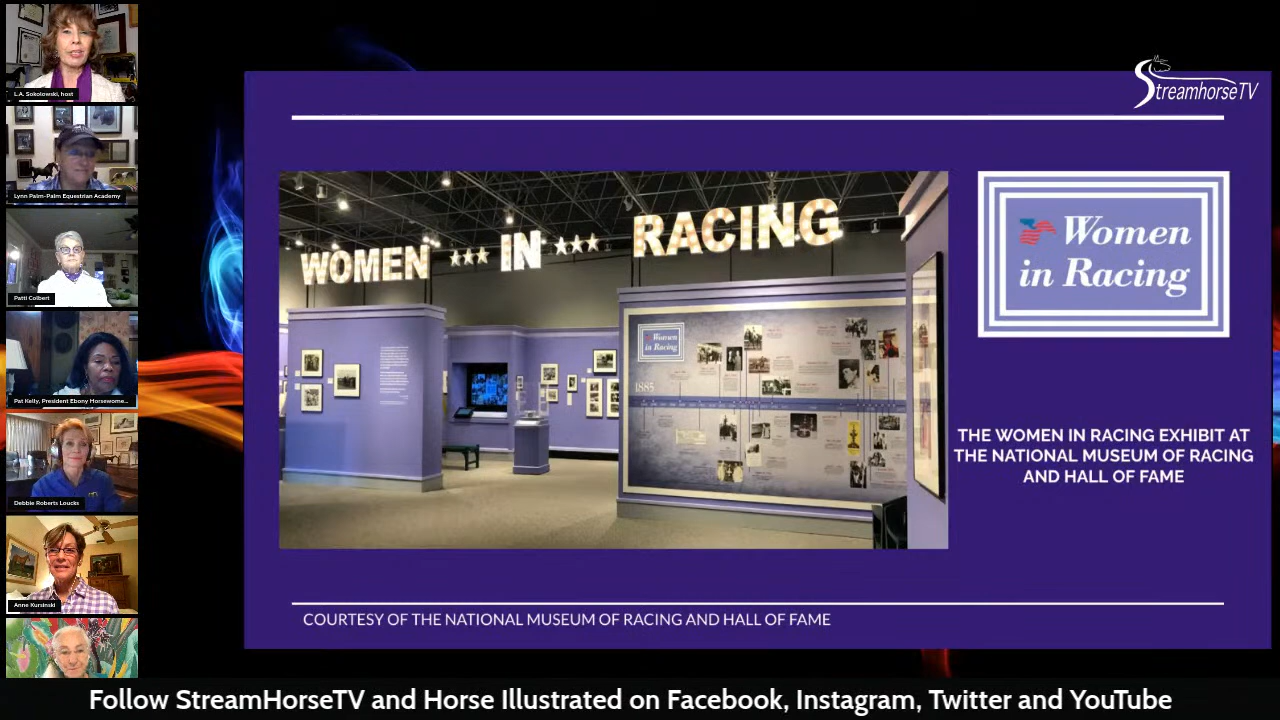 L.A. Sokolowski, host
Lynn Palm-Palm Equestrian Academy
Patti Colbert
Pat Kelly, President Ebony Horsewome...
Debbie Roberts Loucks
Anne Kursinski
StreamhorseTV
WOMEN *** IN *** RACING
Women
in Racing
1885
Women
in Racing
THE WOMEN IN RACING EXHIBIT AT
THE NATIONAL MUSEUM OF RACING
AND HALL OF FAME
COURTESY OF THE NATIONAL MUSEUM OF RACING AND HALL OF FAME
Follow StreamHorseTV and Horse Illustrated on Facebook, Instagram, Twitter and YouTube